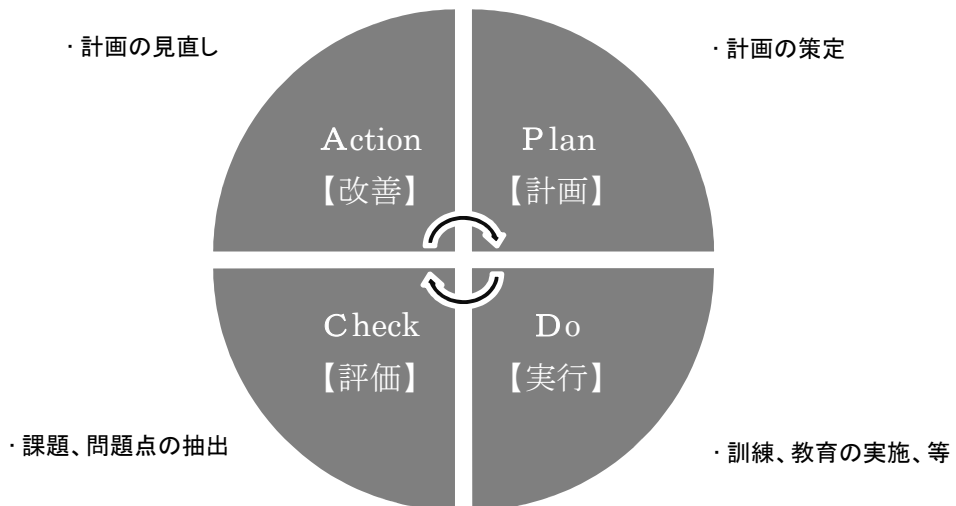 ・計画の見直し
・計画の策定
Action
【改善】
Plan
【計画】
Check
【評価】
Do
【実行】
・課題、問題点の抽出
・訓練、教育の実施、等